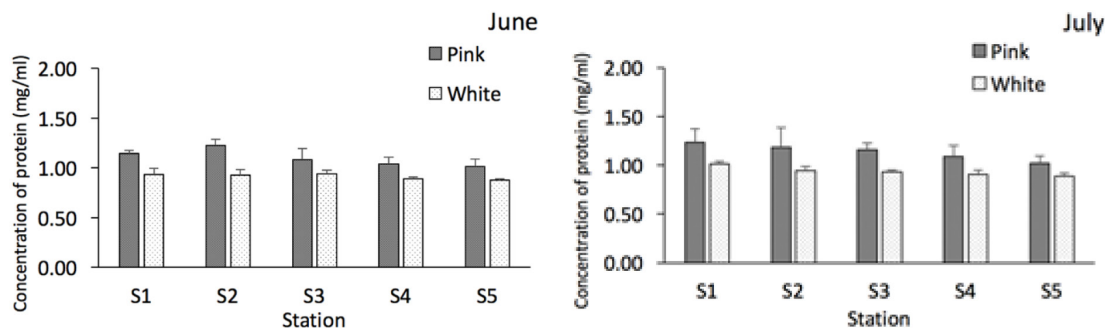 June
Pink
White
Concentration of protein (mg/ml)
2.00
1.50
1.00
0.50
0.00
S1 S2 S3 S4 S5
Station
July
Pink
White
Concentration of protein (mg/ml)
2.00
1.50
1.00
0.50
0.00
S1 S2 S3 S4 S5
Station